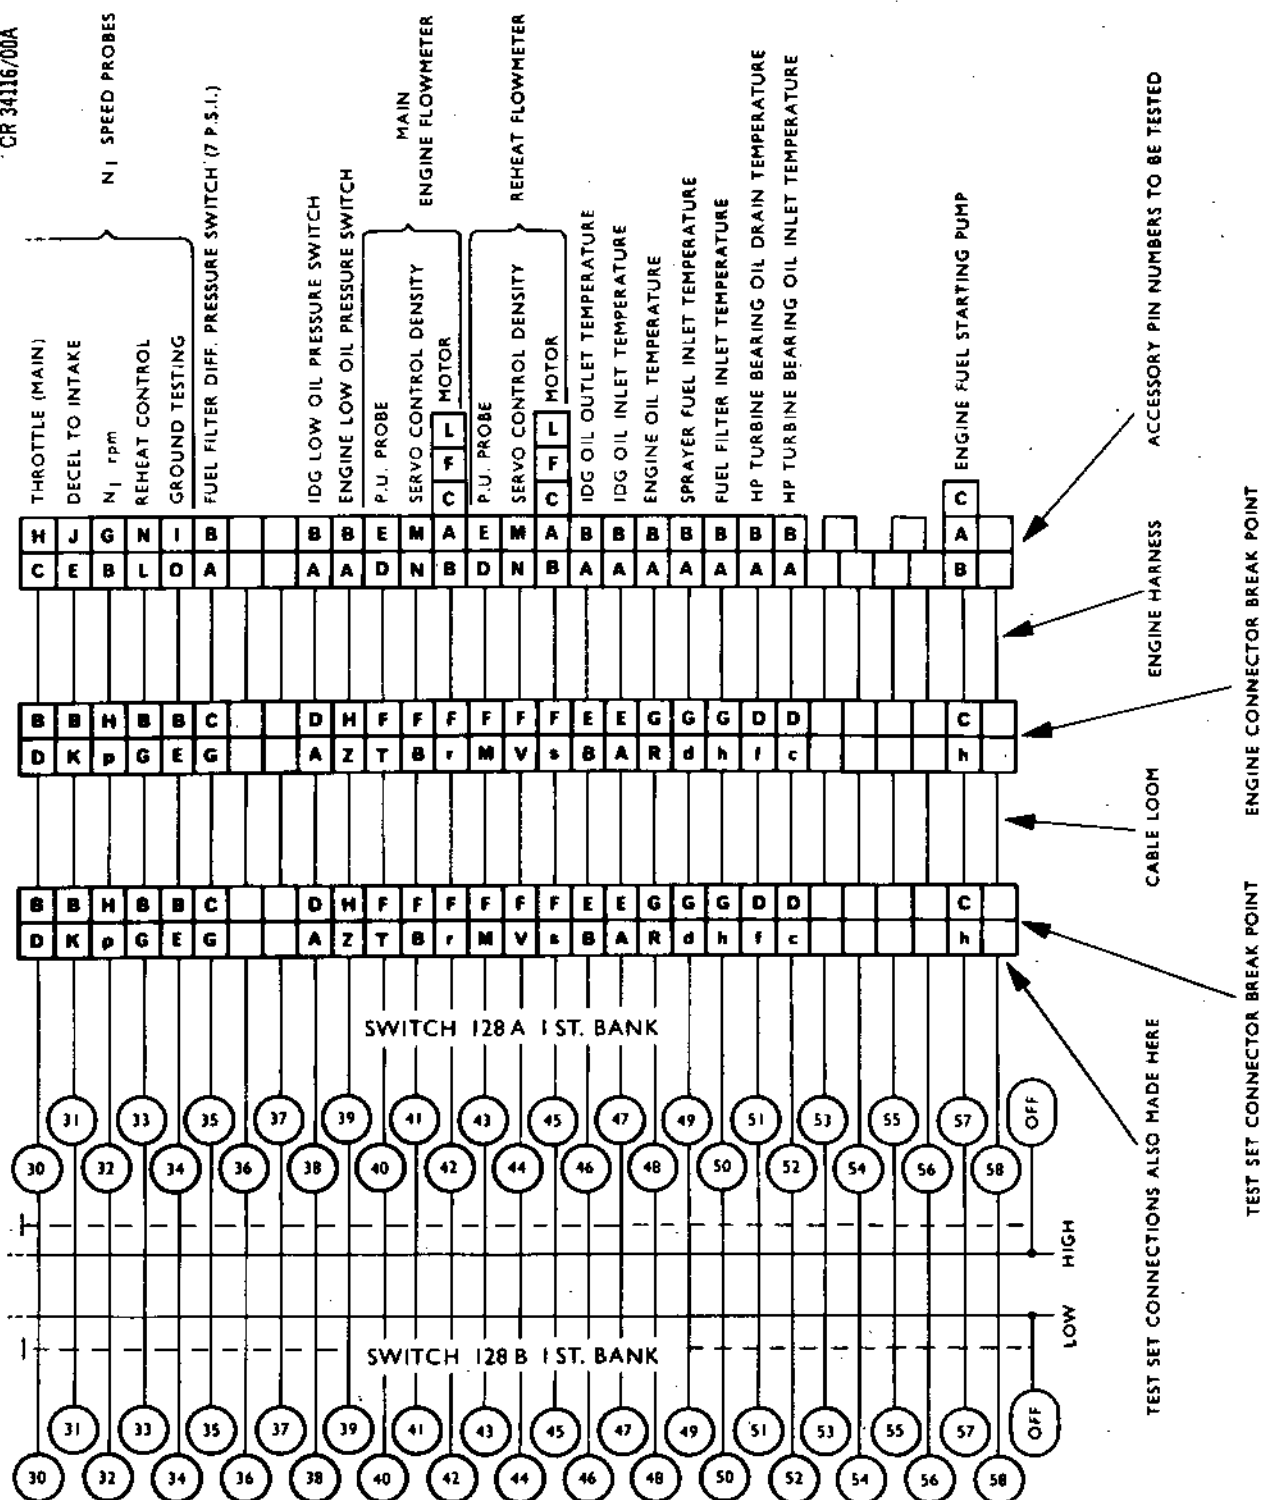 CR 34116/00A
N I SPEED PROBES
THROTTLE (MAIN)
DECEL TO INTAKE
N I rpm
REHEAT CONTROL
GROUND TESTING
FUEL FILTER DIFF. PRESSURE SWITCH (7 P.S.I.)
IDG LOW OIL PRESSURE SWITCH
ENGINE LOW OIL PRESSURE SWITCH
MAIN
ENGINE FLOWMETER
P.U. PROBE
SERVO CONTROL DENSITY
MOTOR
REHEAT FLOWMETER
P.U. PROBE
SERVO CONTROL DENSITY
MOTOR
IDG OIL OUTLET TEMPERATURE
IDG OIL INLET TEMPERATURE
ENGINE OIL TEMPERATURE
SPRAYER FUEL INLET TEMPERATURE
FUEL FILTER INLET TEMPERATURE
HP TURBINE BEARING OIL DRAIN TEMPERATURE
HP TURBINE BEARING OIL INLET TEMPERATURE
ENGINE FUEL STARTING PUMP
L L
F F
C C C
H J G N I B B B E M A E M A B B B B B B B A
C E B L O A A A D N B D N B A A A A A A A B
ACCESSORY PIN NUMBERS TO BE TESTED
ENGINE HARNESS
B B H B B C D H F F F F F F E E G G G D D C
D K p G E G A Z T B r M V s B A R d h f c h
ENGINE CONNECTOR BREAK POINT
CABLE LOOM
B B H B B C D H F F F F F F E E G G G D D C
D K p G E G A Z T B r M V s B A R d h f c h
TEST SET CONNECTOR BREAK POINT
TEST SET CONNECTIONS ALSO MADE HERE
SWITCH 128 A 1 ST. BANK
31 33 35 37 39 41 43 45 47 49 51 53 55 57 OFF
30 32 34 36 38 40 42 44 46 48 50 52 54 56 58
HIGH
LOW
SWITCH 128 B 1 ST. BANK
31 33 35 37 39 41 43 45 47 49 51 53 55 57 OFF
30 32 34 36 38 40 42 44 46 48 50 52 54 56 58